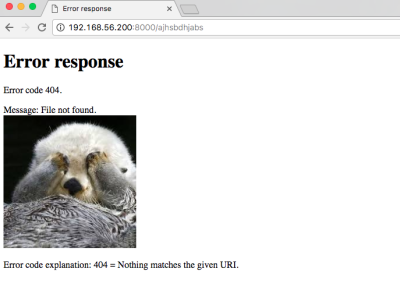 Error response
192.168.56.200:8000/ajhsbdhjabs
Error response
Error code 404.
Message: File not found.
Error code explanation: 404 = Nothing matches the given URI.